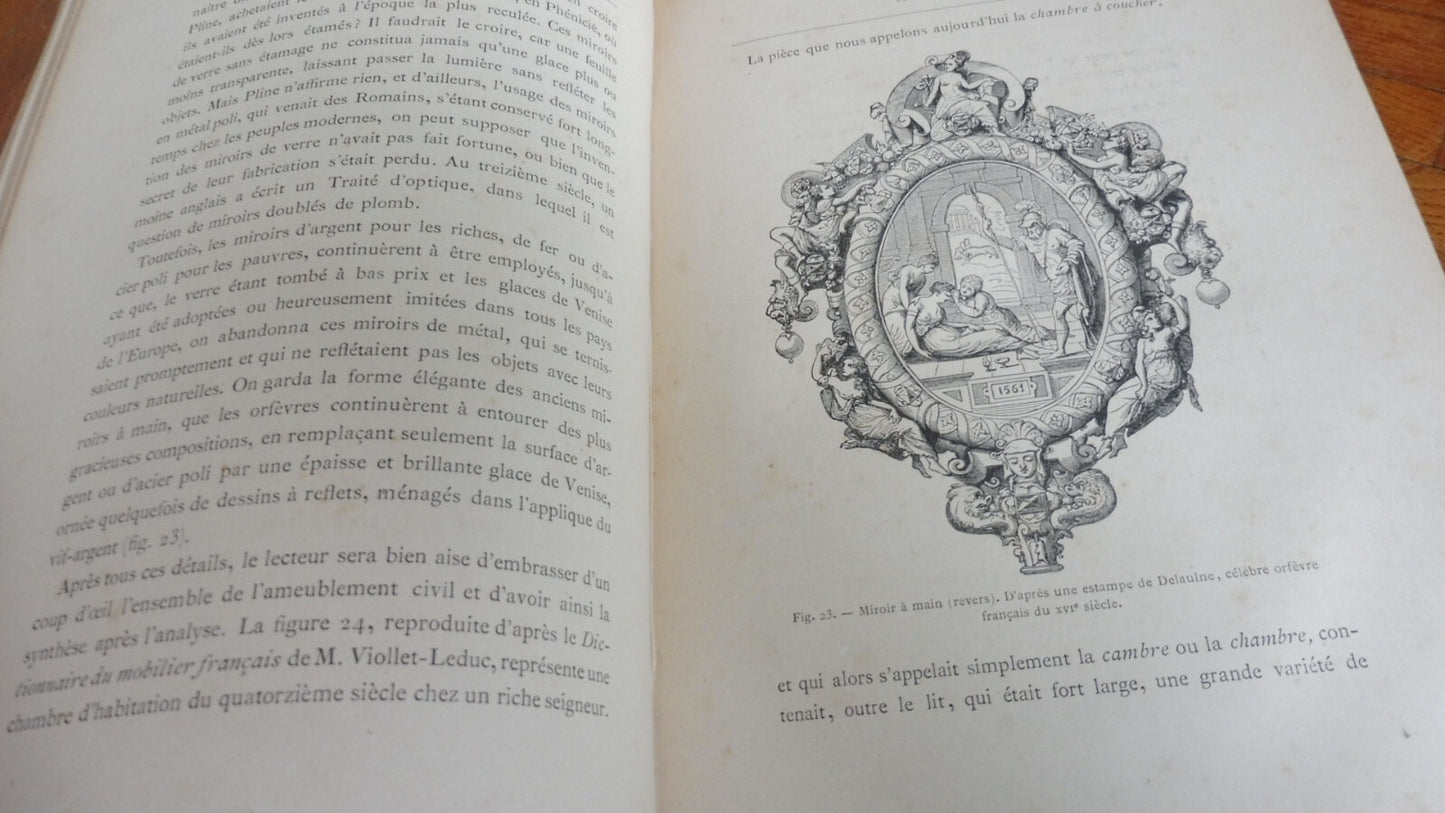 naître
en croire
Pline, achetaient le
, en Phénicie, où
ils avaient été inventés à l'époque la plus reculée. Ces miroirs
étaient-ils dès lors étamés? Il faudrait le croire, car une feuille
de verre sans étamage ne constitua jamais qu'une glace plus ou
moins transparente, laissant passer la lumière sans refléter les
objets. Mais Pline n'affirme rien, et d'ailleurs, l'usage des miroirs
en métal poli, qui venait des Romains, s'étant conservé fort long-
temps chez les peuples modernes, on peut supposer que l'inven-
tion des miroirs de verre n'avait pas fait fortune, ou bien que le
secret de leur fabrication s'était perdu. Au treizième siècle, un
moine anglais a écrit un Traité d'optique, dans lequel il est
question de miroirs doublés de plomb.
Toutefois, les miroirs d'argent pour les riches, de fer ou d'a-
cier poli pour les pauvres, continuèrent à être employés, jusqu'à
ce que, le verre étant tombé à bas prix et les glaces de Venise
ayant été adoptées ou heureusement imitées dans tous les pays
de l'Europe, on abandonna ces miroirs de métal, qui se ternis-
saient promptement et qui ne reflétaient pas les objets avec leurs
couleurs naturelles. On garda la forme élégante des anciens mi-
roirs à main, que les orfèvres continuèrent à entourer des plus
gracieuses compositions, en remplaçant seulement la surface d'ar-
gent ou d'acier poli par une épaisse et brillante glace de Venise,
ornée quelquefois de dessins à reflets, ménagés dans l'applique du
vif-argent (fig. 23).
Après tous ces détails, le lecteur sera bien aise d'embrasser d'un
coup d'œil l'ensemble de l'ameublement civil et d'avoir ainsi la
synthèse après l'analyse. La figure 24, reproduite d'après le Dic-
tionnaire du mobilier français de M. Viollet-Leduc, représente une
chambre d'habitation du quatorzième siècle chez un riche seigneur.
La pièce que nous appelons aujourd'hui la chambre à coucher,
1561
Fig. 23. — Miroir à main (revers). D'après une estampe de Delaulne, célèbre orfèvre
français du XVIe siècle.
et qui alors s'appelait simplement la cambre ou la chambre, con-
tenait, outre le lit, qui était fort large, une grande variété de